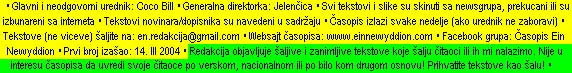 • Glavni i neodgovorni urednik: Coco Bill • Generalna direktorka: Jelenčica • Svi tekstovi i slike su skinuti sa newsgrupa, prekucani ili su
izbunareni sa interneta • Tekstovi novinara/dopisnika su navedeni u sadržaju • Časopis izlazi svake nedelje (ako urednik ne zaboravi) •
Tekstove (ne viceve) šaljite na: en.redakcija@gmail.com • Websajt časopisa: www.einnewyddion.com • Facebook grupa: Časopis Ein
Newyddion • Prvi broj izašao: 14. III 2004 • Redakcija objavljuje šaljive i zanimljive tekstove koje šalju čitaoci ili ih mi nalazimo. Nije u
interesu časopisa da uvredi svoje čitaoce po verskom, nacionalnom ili po bilo kom drugom osnovu! Prihvatite tekstove kao šalu! •